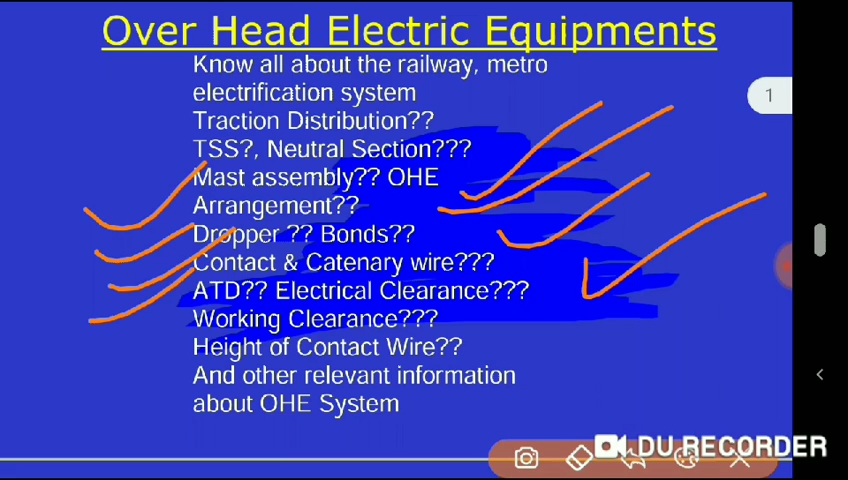 Over Head Electric Equipments
Know all about the railway, metro
electrification system
Traction Distribution??
TSS?, Neutral Section???
Mast assembly?? OHE
Arrangement??
Dropper ?? Bonds??
Contact & Catenary wire???
ATD?? Electrical Clearance???
Working Clearance???
Height of Contact Wire??
And other relevant information
about OHE System
1
DU RECORDER